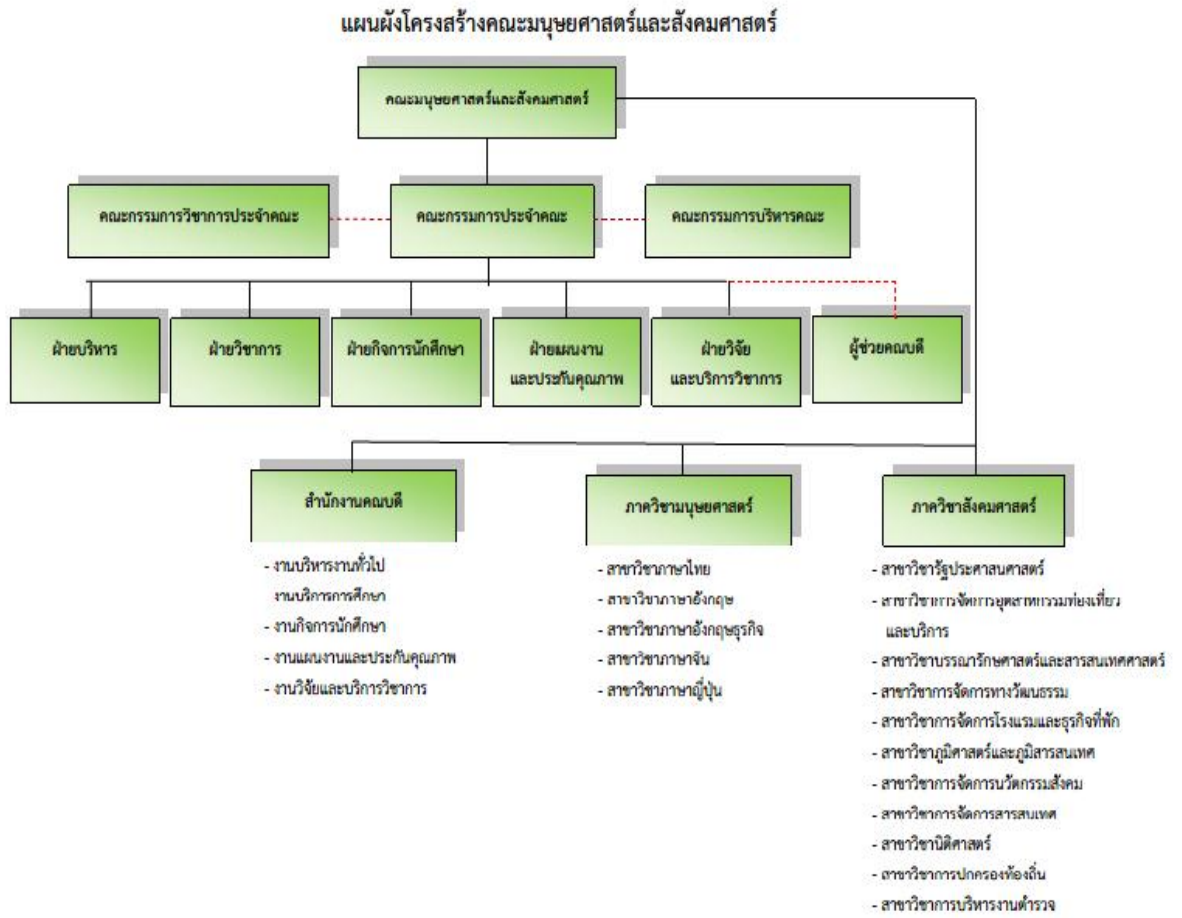 แผนผังโครงสร้างคณะมนุษยศาสตร์และสังคมศาสตร์
คณะมนุษยศาสตร์และสังคมศาสตร์
คณะกรรมการวิชาการประจำคณะ
คณะกรรมการประจำคณะ
คณะกรรมการบริหารคณะ
ฝ่ายบริหาร
ฝ่ายวิชาการ
ฝ่ายกิจการนักศึกษา
ฝ่ายแผนงาน
และประกันคุณภาพ
ฝ่ายวิจัย
และบริการวิชาการ
ผู้ช่วยคณบดี
สำนักงานคณบดี
- งานบริหารงานทั่วไป
งานบริการการศึกษา
- งานกิจการนักศึกษา
- งานแผนงานและประกันคุณภาพ
- งานวิจัยและบริการวิชาการ
ภาควิชามนุษยศาสตร์
- สาขาวิชาภาษาไทย
- สาขาวิชาภาษาอังกฤษ
- สาขาวิชาภาษาอังกฤษธุรกิจ
- สาขาวิชาภาษาจีน
- สาขาวิชาภาษาญี่ปุ่น
ภาควิชาสังคมศาสตร์
- สาขาวิชารัฐประศาสนศาสตร์
- สาขาวิชาการจัดการอุตสาหกรรมท่องเที่ยว
และบริการ
- สาขาวิชาบรรณารักษศาสตร์และสารสนเทศศาสตร์
- สาขาวิชาการจัดการทางวัฒนธรรม
- สาขาวิชาการจัดการโรงแรมและธุรกิจที่พัก
- สาขาวิชาภูมิศาสตร์และภูมิสารสนเทศ
- สาขาวิชาการจัดการนวัตกรรมสังคม
- สาขาวิชาการจัดการสารสนเทศ
- สาขาวิชานิติศาสตร์
- สาขาวิชาการปกครองท้องถิ่น
- สาขาวิชาการบริหารงานตำรวจ